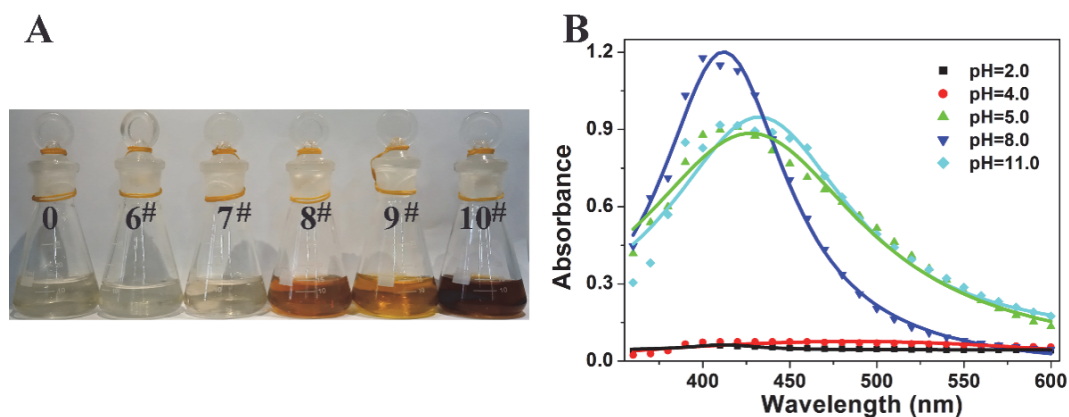 A
0 6# 7# 8# 9# 10#
10 10
B
Absorbance
1.2
0.9
0.6
0.3
0.0
pH=2.0
pH=4.0
pH=5.0
pH=8.0
pH=11.0
400 450 500 550 600
Wavelength (nm)